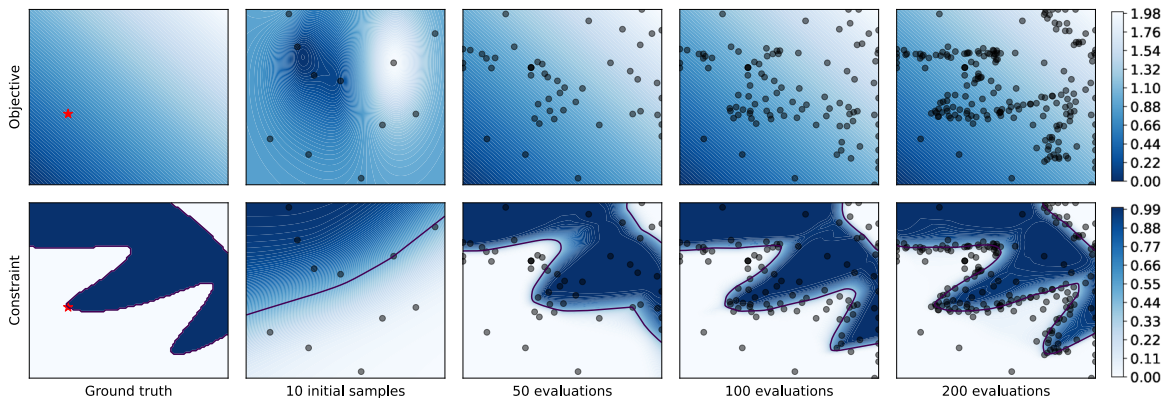 Objective
1.98
1.76
1.54
1.32
1.10
0.88
0.66
0.44
0.22
0.00
Constraint
0.99
0.88
0.77
0.66
0.55
0.44
0.33
0.22
0.11
0.00
Ground truth
10 initial samples
50 evaluations
100 evaluations
200 evaluations